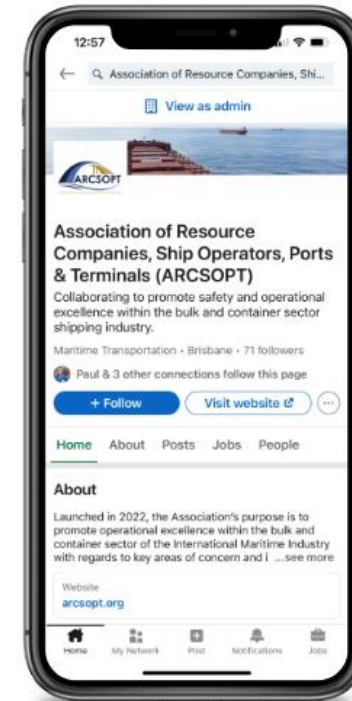 12:57
Association of Resource Companies, Shi...
View as admin
ARCSOPT
Association of Resource
Companies, Ship Operators, Ports
& Terminals (ARCSOPT)
Collaborating to promote safety and operational
excellence within the bulk and container sector
shipping industry.
Maritime Transportation • Brisbane • 71 followers
Paul & 3 other connections follow this page
+ Follow
Visit website
Home About Posts Jobs People
About
Launched in 2022, the Association's purpose is to
promote operational excellence within the bulk and
container sector of the International Maritime Industry
with regards to key areas of concern and i ...see more
Website
arcsopt.org
Home My Network Post Notifications Jobs